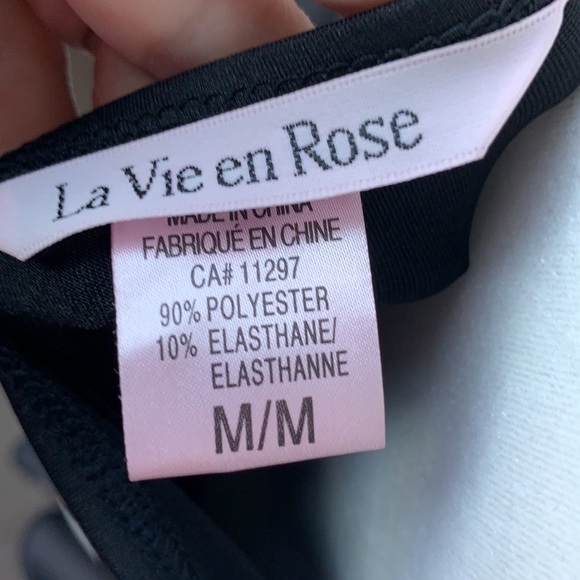 La Vie en Rose
MADE IN CHINA
FABRIQUÉ EN CHINE
CA# 11297
90% POLYESTER
10% ELASTHANE/
ELASTHANNE
M/M